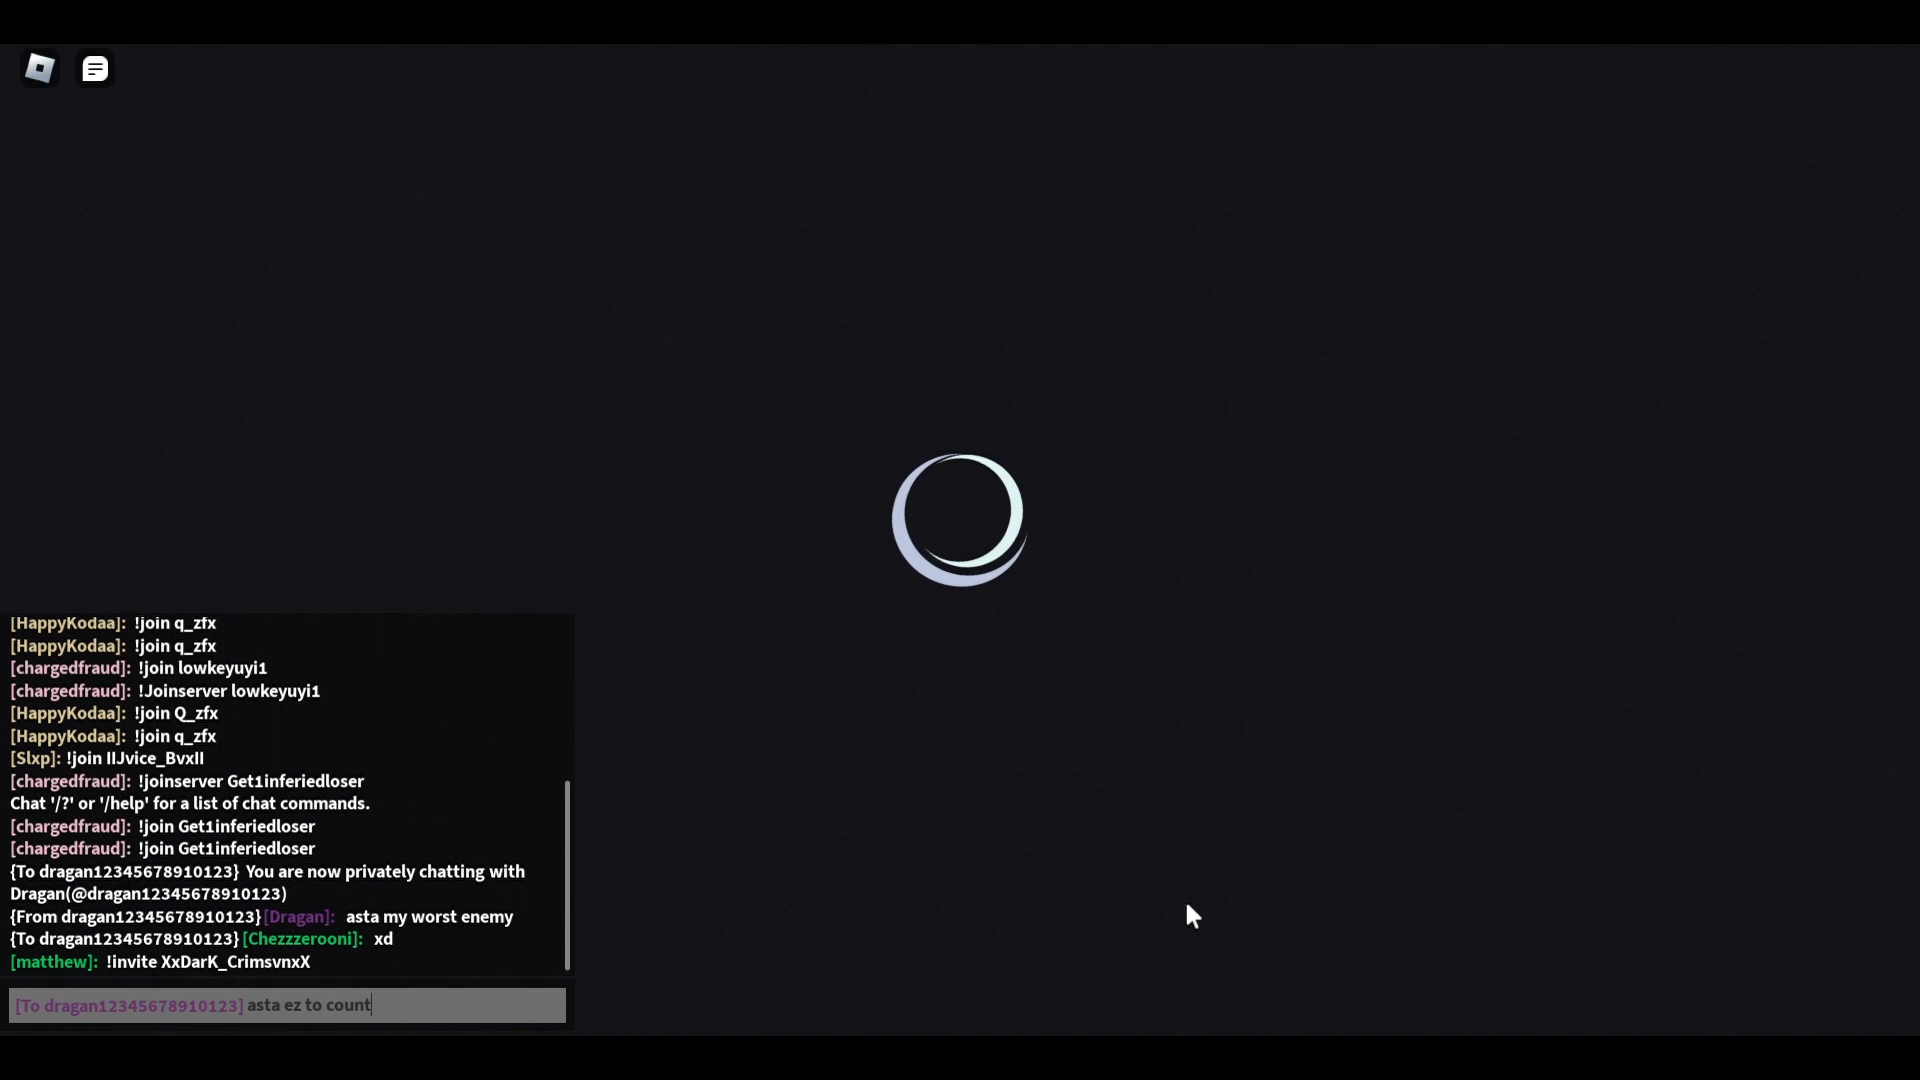 [HappyKodaa]: !join q_zfx
[HappyKodaa]: !join q_zfx
[chargedfraud]: !join lowkeyuyi1
[chargedfraud]: !Joinserver lowkeyuyi1
[HappyKodaa]: !join Q_zfx
[HappyKodaa]: !join q_zfx
[Slxp]: !join IIJvice_BvxII
[chargedfraud]: !joinserver Get1inferiedloser
Chat '/?' or '/help' for a list of chat commands.
[chargedfraud]: !join Get1inferiedloser
[chargedfraud]: !join Get1inferiedloser
{To dragan12345678910123} You are now privately chatting with
Dragan(@dragan12345678910123)
{From dragan12345678910123}[Dragan]: asta my worst enemy
{To dragan12345678910123}[Chezzzerooni]: xd
[matthew]: !invite XxDarK_CrimsvnxX
[To dragan12345678910123] asta ez to count